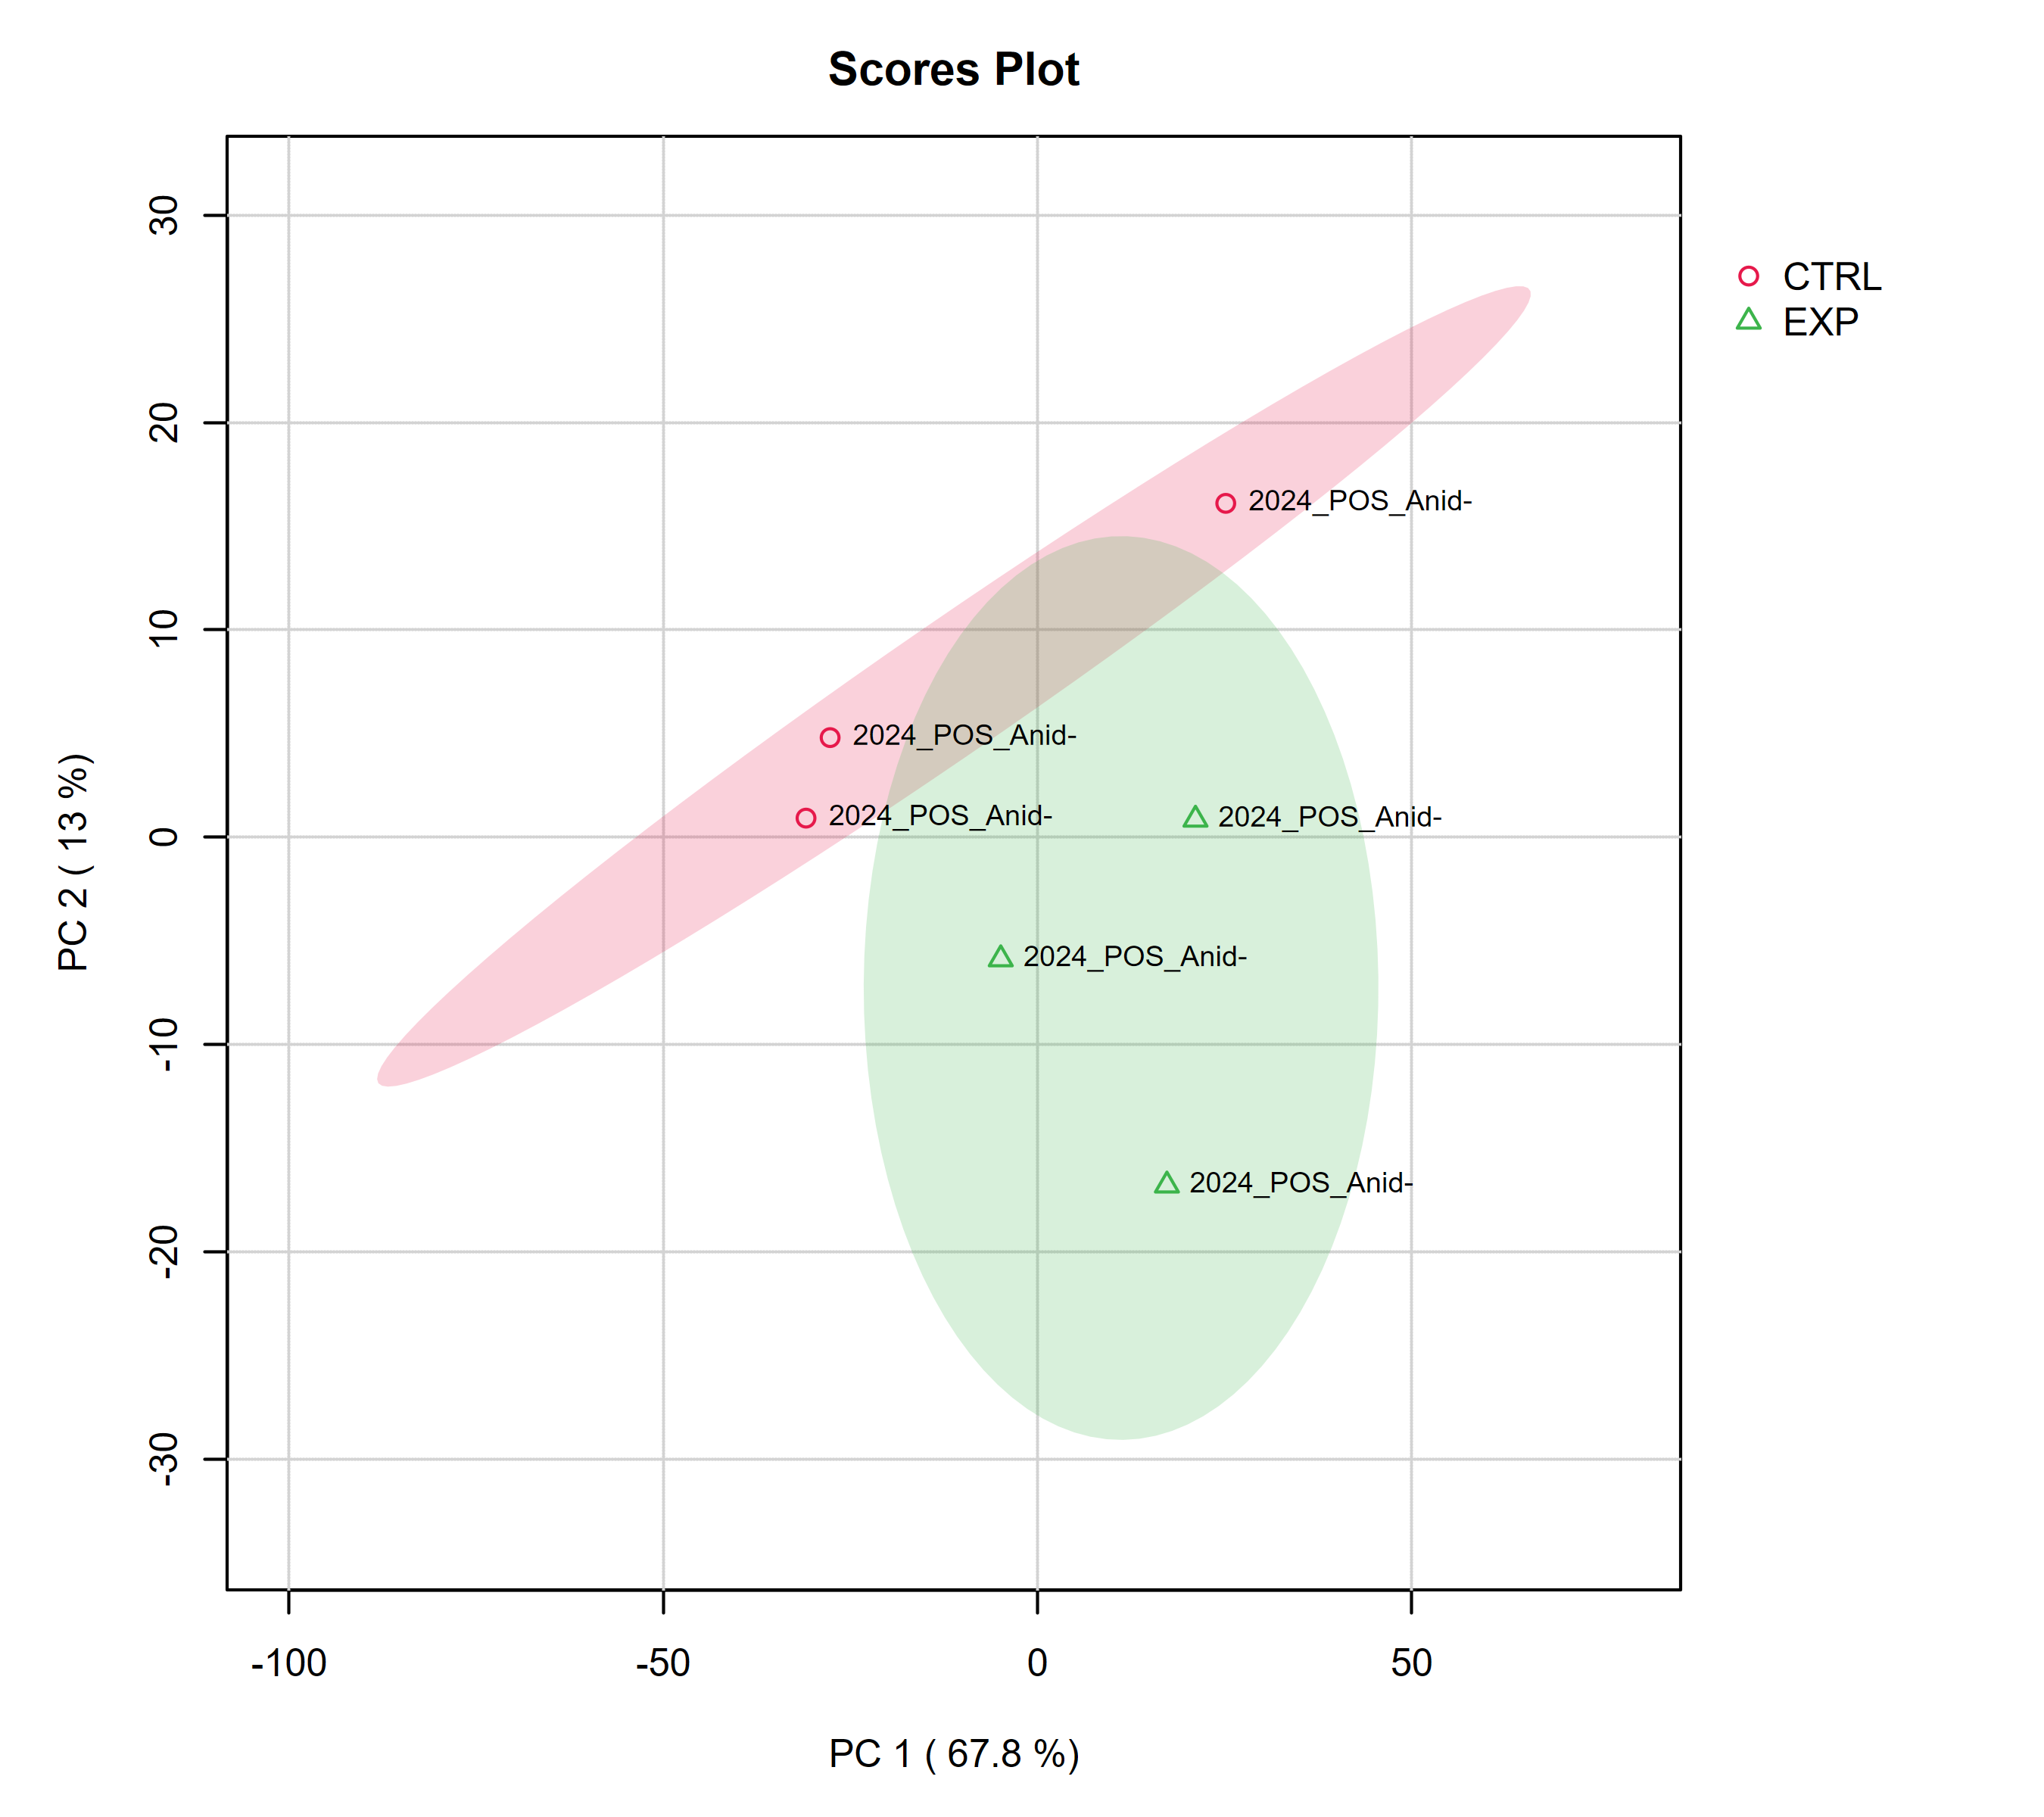 Scores Plot
CTRL
EXP
30
20
10
0
-10
-20
-30
PC 2 ( 13 %)
2024_POS_Anid-
2024_POS_Anid-
2024_POS_Anid-
2024_POS_Anid-
2024_POS_Anid-
2024_POS_Anid-
-100 -50 0 50
PC 1 ( 67.8 %)